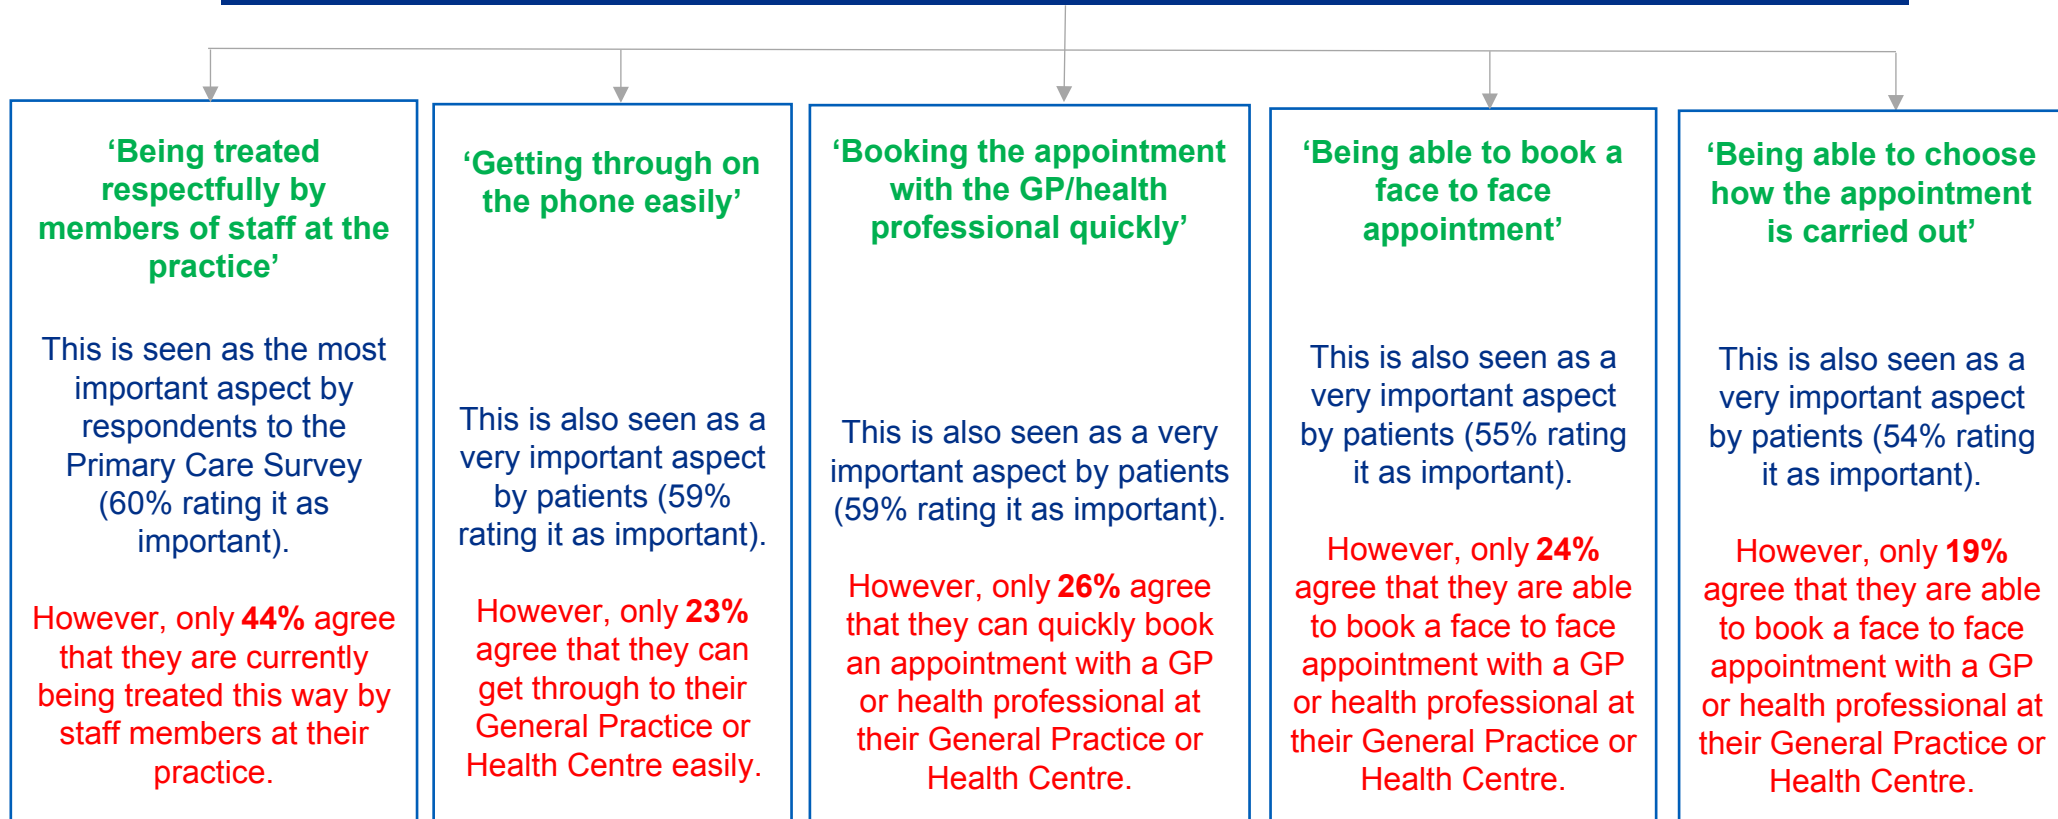 ‘Being treated
respectfully by
members of staff at the
practice’
This is seen as the most
important aspect by
respondents to the
Primary Care Survey
(60% rating it as
important).
However, only 44% agree
that they are currently
being treated this way by
staff members at their
practice.
‘Getting through on
the phone easily’
This is also seen as a
very important aspect
by patients (59%
rating it as important).
However, only 23%
agree that they can
get through to their
General Practice or
Health Centre easily.
‘Booking the appointment
with the GP/health
professional quickly’
This is also seen as a very
important aspect by patients
(59% rating it as important).
However, only 26% agree
that they can quickly book
an appointment with a GP
or health professional at
their General Practice or
Health Centre.
‘Being able to book a
face to face
appointment’
This is also seen as a
very important aspect
by patients (55% rating
it as important).
However, only 24%
agree that they are able
to book a face to face
appointment with a GP
or health professional at
their General Practice or
Health Centre.
‘Being able to choose
how the appointment
is carried out’
This is also seen as a
very important aspect
by patients (54% rating
it as important).
However, only 19%
agree that they are able
to book a face to face
appointment with a GP
or health professional at
their General Practice or
Health Centre.